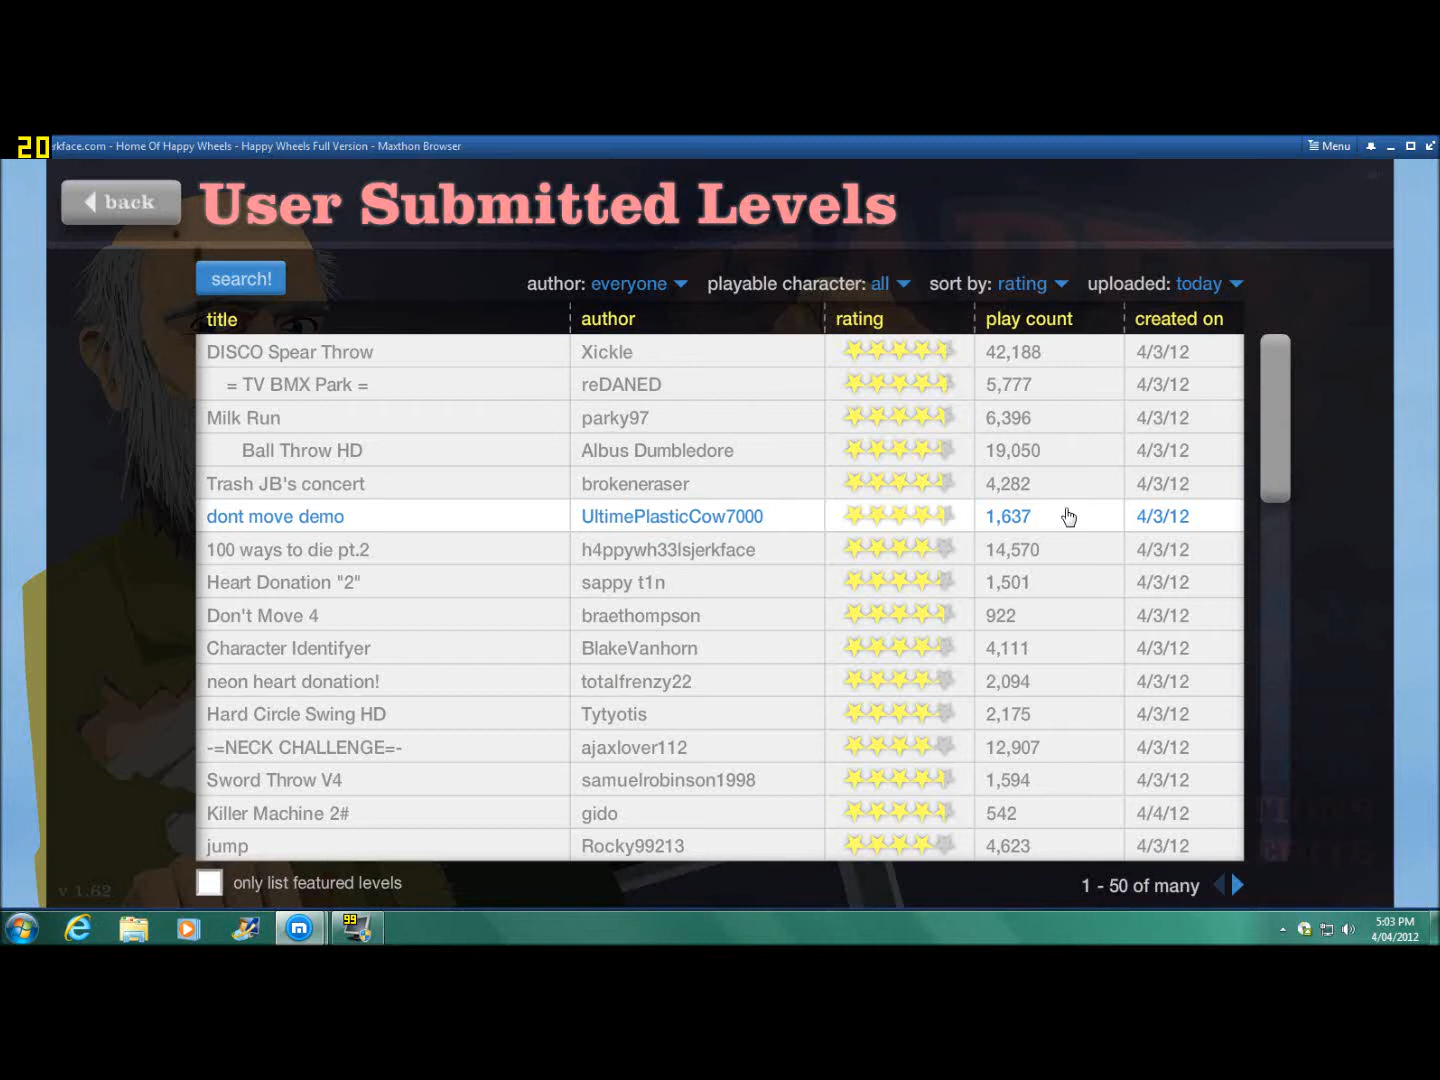 20
rkface.com - Home Of Happy Wheels - Happy Wheels Full Version - Maxthon Browser
Menu
back
User Submitted Levels
search!
author: everyone
playable character: all
sort by: rating
uploaded: today
title author rating play count created on
DISCO Spear Throw Xickle 42,188 4/3/12
= TV BMX Park = reDANED 5,777 4/3/12
Milk Run parky97 6,396 4/3/12
Ball Throw HD Albus Dumbledore 19,050 4/3/12
Trash JB's concert brokeneraser 4,282 4/3/12
dont move demo UltimePlasticCow7000 1,637 4/3/12
100 ways to die pt.2 h4ppywh33lsjerkface 14,570 4/3/12
Heart Donation "2" sappy t1n 1,501 4/3/12
Don't Move 4 braethompson 922 4/3/12
Character Identifyer BlakeVanhorn 4,111 4/3/12
neon heart donation! totalfrenzy22 2,094 4/3/12
Hard Circle Swing HD Tytyotis 2,175 4/3/12
-=NECK CHALLENGE=- ajaxlover112 12,907 4/3/12
Sword Throw V4 samuelrobinson1998 1,594 4/3/12
Killer Machine 2# gido 542 4/4/12
jump Rocky99213 4,623 4/3/12
v 1.62
only list featured levels
1 - 50 of many
99
5:03 PM
4/04/2012